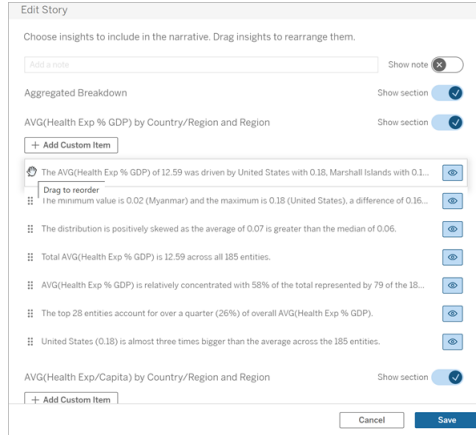 Edit Story
Choose insights to include in the narrative. Drag insights to rearrange them.
Add a note
Show note
Aggregated Breakdown
Show section
AVG(Health Exp % GDP) by Country/Region and Region
Show section
+ Add Custom Item
The AVG(Health Exp % GDP) of 12.59 was driven by United States with 0.18, Marshall Islands with 0.1...
Drag to reorder
The minimum value is 0.02 (Myanmar) and the maximum is 0.18 (United States), a difference of 0.16...
The distribution is positively skewed as the average of 0.07 is greater than the median of 0.06.
Total AVG(Health Exp % GDP) is 12.59 across all 185 entities.
AVG(Health Exp % GDP) is relatively concentrated with 58% of the total represented by 79 of the 18...
The top 28 entities account for over a quarter (26%) of overall AVG(Health Exp % GDP).
United States (0.18) is almost three times bigger than the average across the 185 entities.
AVG(Health Exp/Capita) by Country/Region and Region
Show section
+ Add Custom Item
Cancel
Save